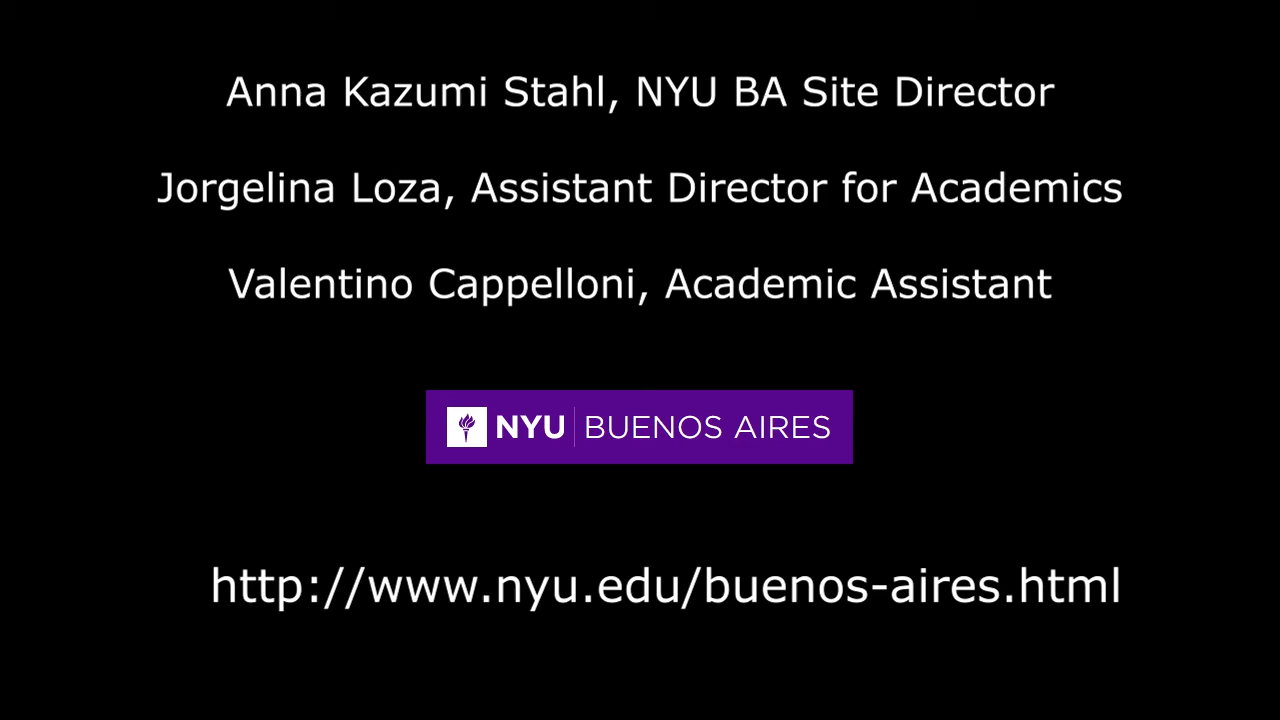 Anna Kazumi Stahl, NYU BA Site Director
Jorgelina Loza, Assistant Director for Academics
Valentino Cappelloni, Academic Assistant
NYU BUENOS AIRES
http://www.nyu.edu/buenos-aires.html